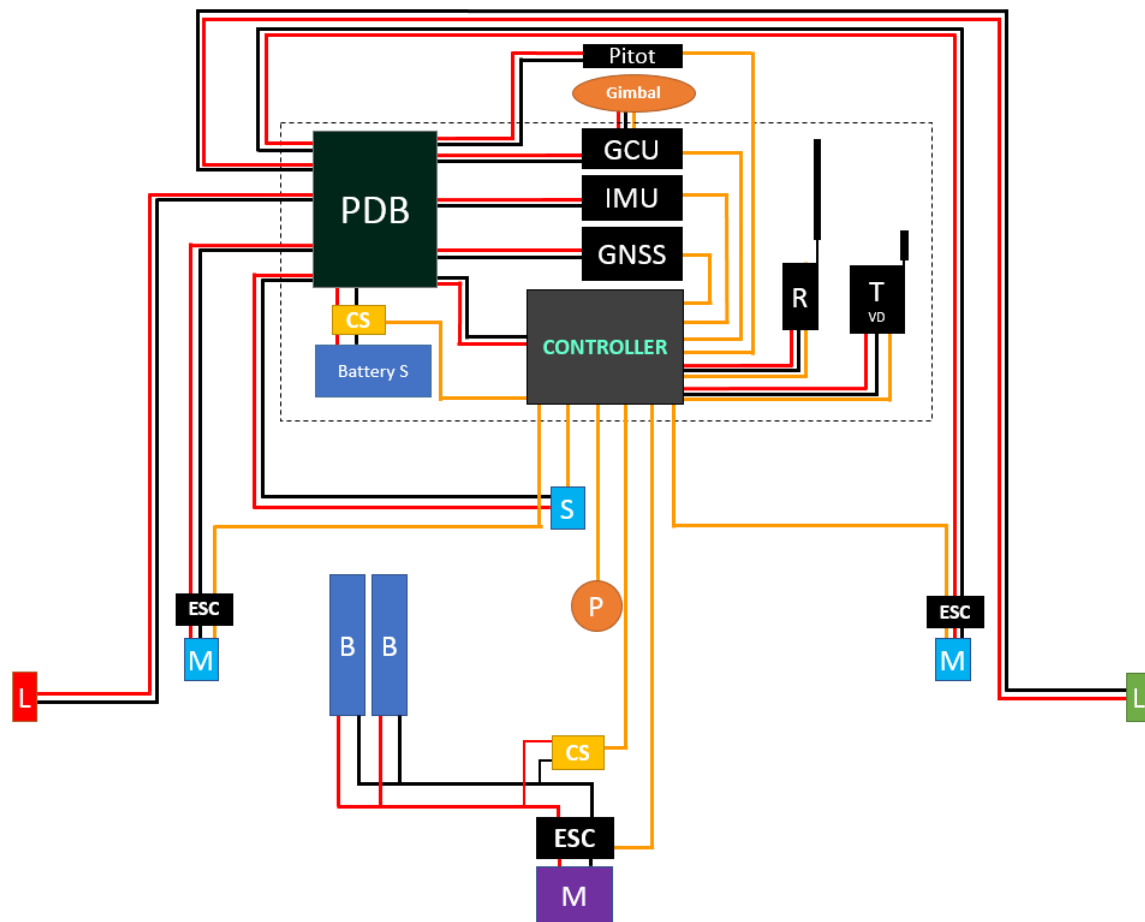 Pitot
Gimbal
GCU
PDB
IMU
GNSS
R
T
VD
CS
CONTROLLER
Battery S
S
ESC
ESC
P
B
B
M
M
L
L
CS
ESC
M